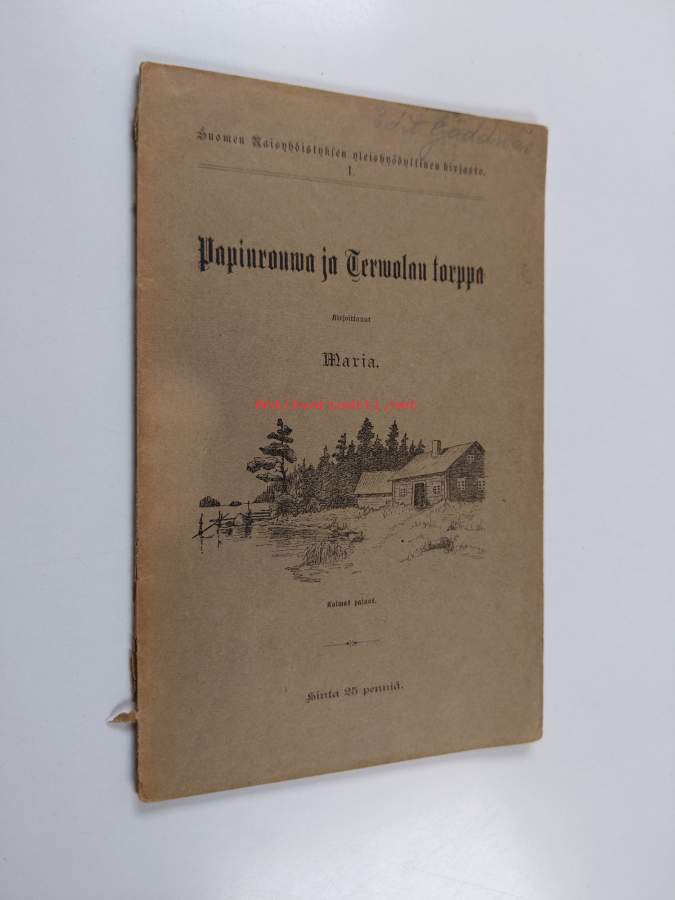 Suomen Naisyhdistyksen yleishyödyllinen kirjasto.
I.
Papinrouwa ja Terwolan torppa
Kirjoittanut
Maria.
Kolmas painos.
Hinta 25 penniä.